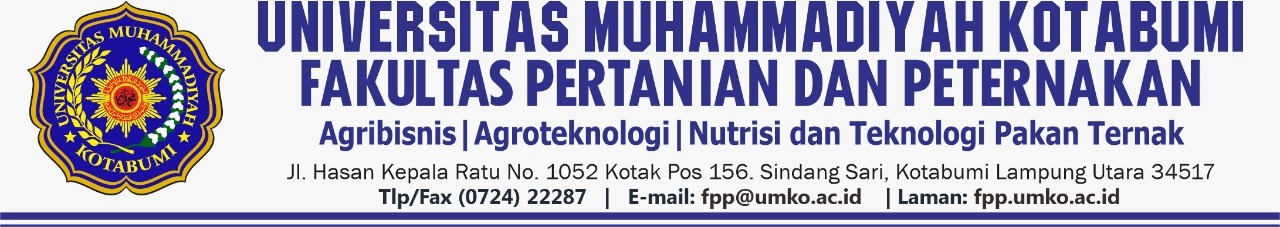 UNIVERSITAS MUHAMMADIYAH KOTABUMI
FAKULTAS PERTANIAN DAN PETERNAKAN
Agribisnis|Agroteknologi|Nutrisi dan Teknologi Pakan Ternak
Jl. Hasan Kepala Ratu No. 1052 Kotak Pos 156. Sindang Sari, Kotabumi Lampung Utara 34517
Tlp/Fax (0724) 22287 | E-mail: fpp@umko.ac.id | Laman: fpp.umko.ac.id
UNIVERSITAS MUHAMMADIYAH
KOTABUMI